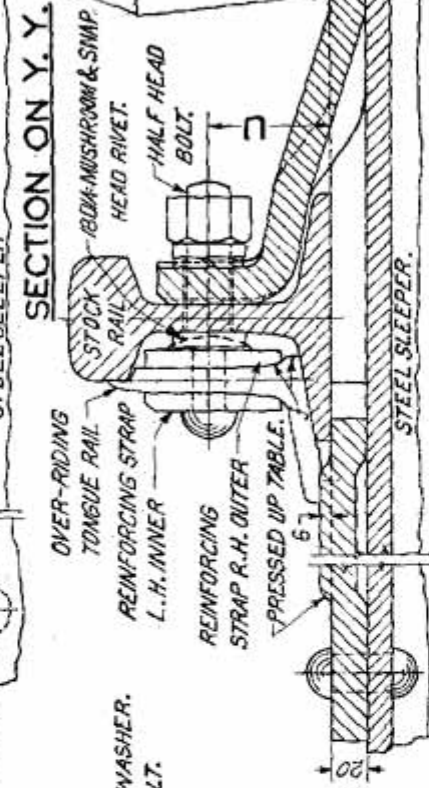 SECTION ON Y. Y.
18DIA·MUSHROOM & SNAP
HEAD RIVET.
HALF HEAD
BOLT.
n
STOCK
RAIL
OVER-RIDING
TONGUE RAIL
REINFORCING STRAP
L.H. INNER
REINFORCING
STRAP R.H. OUTER
PRESSED UP TABLE.
6
STEEL SLEEPER.
20
WASHER.
LT.